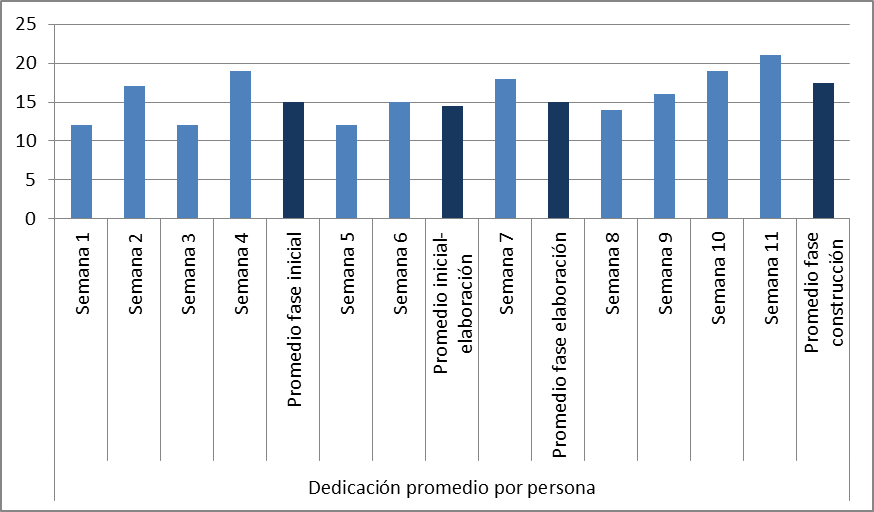 25
20
15
10
5
0
Semana 1
Semana 2
Semana 3
Semana 4
Promedio fase inicial
Semana 5
Semana 6
Promedio inicial-
elaboración
Semana 7
Promedio fase elaboración
Semana 8
Semana 9
Semana 10
Semana 11
Promedio fase
construcción
Dedicación promedio por persona